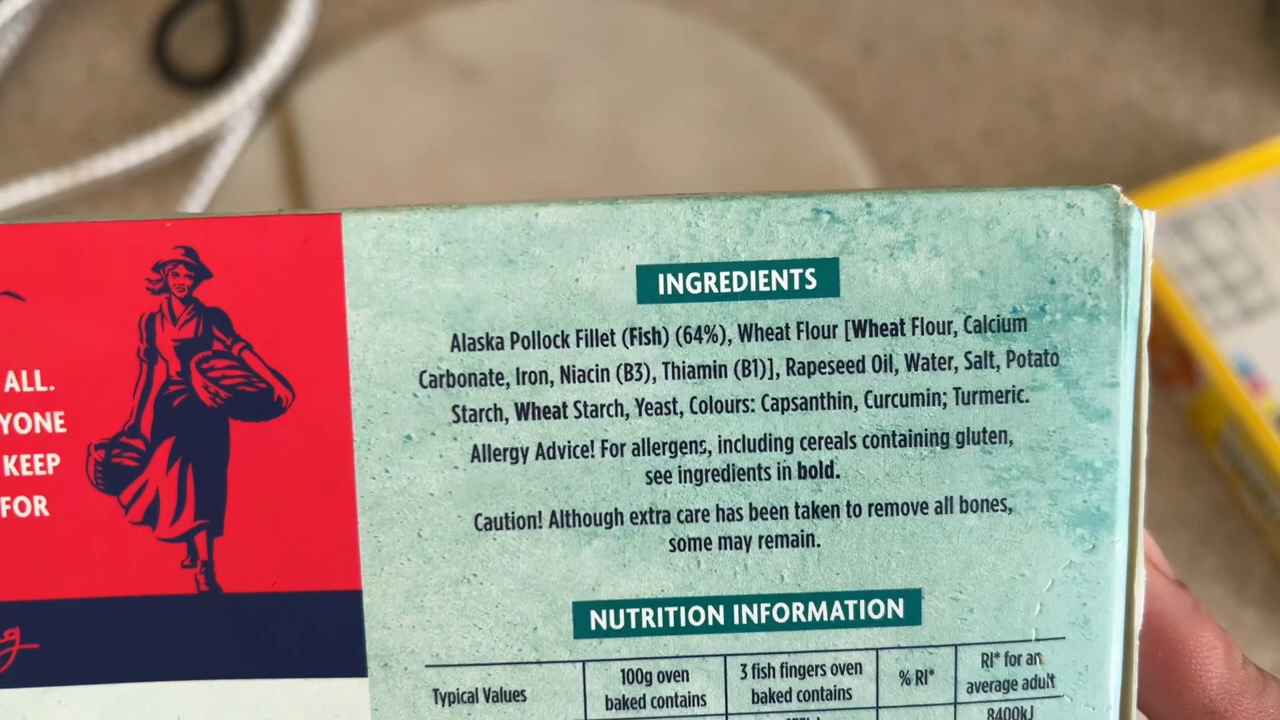 ALL.
YONE
KEEP
FOR
g
INGREDIENTS
Alaska Pollock Fillet (Fish) (64%), Wheat Flour [Wheat Flour, Calcium
Carbonate, Iron, Niacin (B3), Thiamin (B1)], Rapeseed Oil, Water, Salt, Potato
Starch, Wheat Starch, Yeast, Colours: Capsanthin, Curcumin; Turmeric.
Allergy Advice! For allergens, including cereals containing gluten,
see ingredients in bold.
Caution! Although extra care has been taken to remove all bones,
some may remain.
NUTRITION INFORMATION
Typical Values
100g oven
baked contains
3 fish fingers oven
baked contains
% RI*
RI* for an
average adult
8400kJ